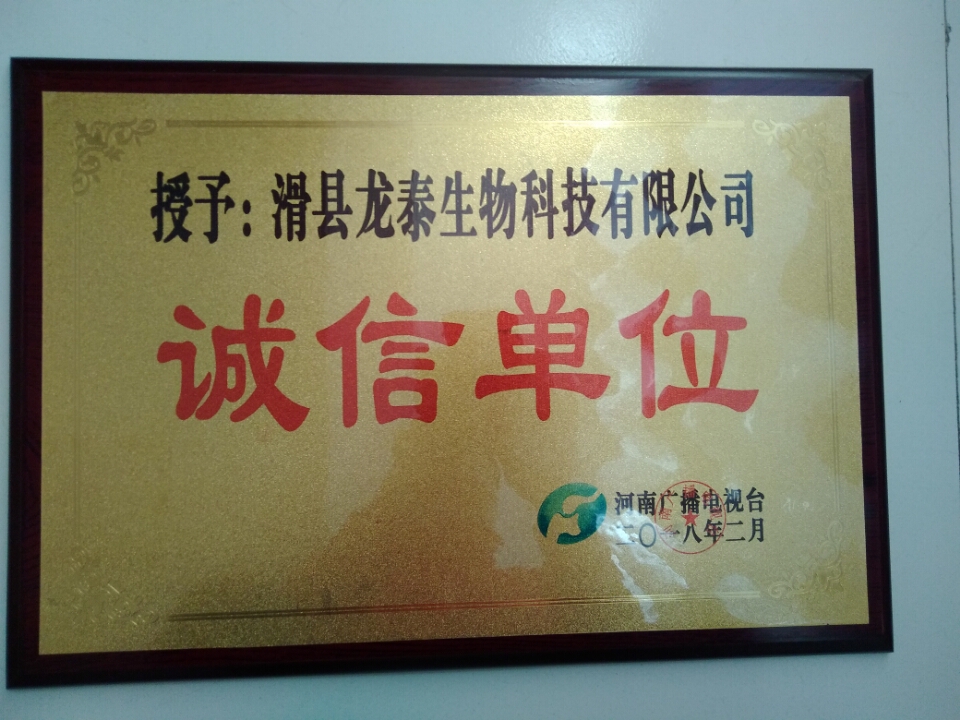 授予：滑县龙泰生物科技有限公司
诚信单位
河南广播电视台
二〇一八年二月